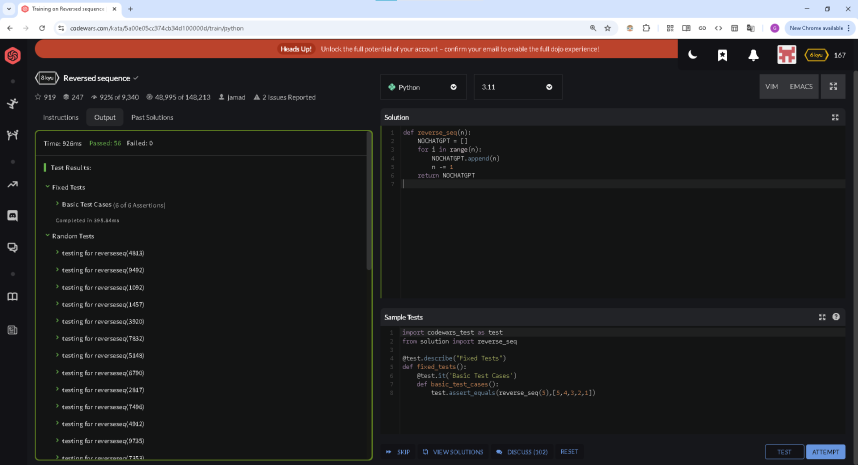 Training on Reversed sequence
codewars.com/kata/5a00e05cc374cb34d100000d/train/python
New Chrome available
Heads Up! Unlock the full potential of your account – confirm your email to enable the full dojo experience!
6 kyu 167
8 kyu Reversed sequence
919 247 92% of 9,340 48,995 of 148,213 jamad 2 Issues Reported
Instructions Output Past Solutions
Time: 926ms Passed: 56 Failed: 0
Test Results:
Fixed Tests
Basic Test Cases (6 of 6 Assertions)
Completed in 395.64ms
Random Tests
testing for reverseseq(4813)
testing for reverseseq(9492)
testing for reverseseq(1092)
testing for reverseseq(1457)
testing for reverseseq(3920)
testing for reverseseq(7832)
testing for reverseseq(5148)
testing for reverseseq(6790)
testing for reverseseq(2617)
testing for reverseseq(7496)
testing for reverseseq(4912)
testing for reverseseq(9735)
testing for reverseseq(7353)
Python 3.11 VIM EMACS
Solution
1 def reverse_seq(n):
2 NOCHATGPT = []
3 for i in range(n):
4 NOCHATGPT.append(n)
5 n -= 1
6 return NOCHATGPT
7
Sample Tests
1 import codewars_test as test
2 from solution import reverse_seq
3
4 @test.describe("Fixed Tests")
5 def fixed_tests():
6 @test.it('Basic Test Cases')
7 def basic_test_cases():
8 test.assert_equals(reverse_seq(5),[5,4,3,2,1])
SKIP VIEW SOLUTIONS DISCUSS (102) RESET TEST ATTEMPT